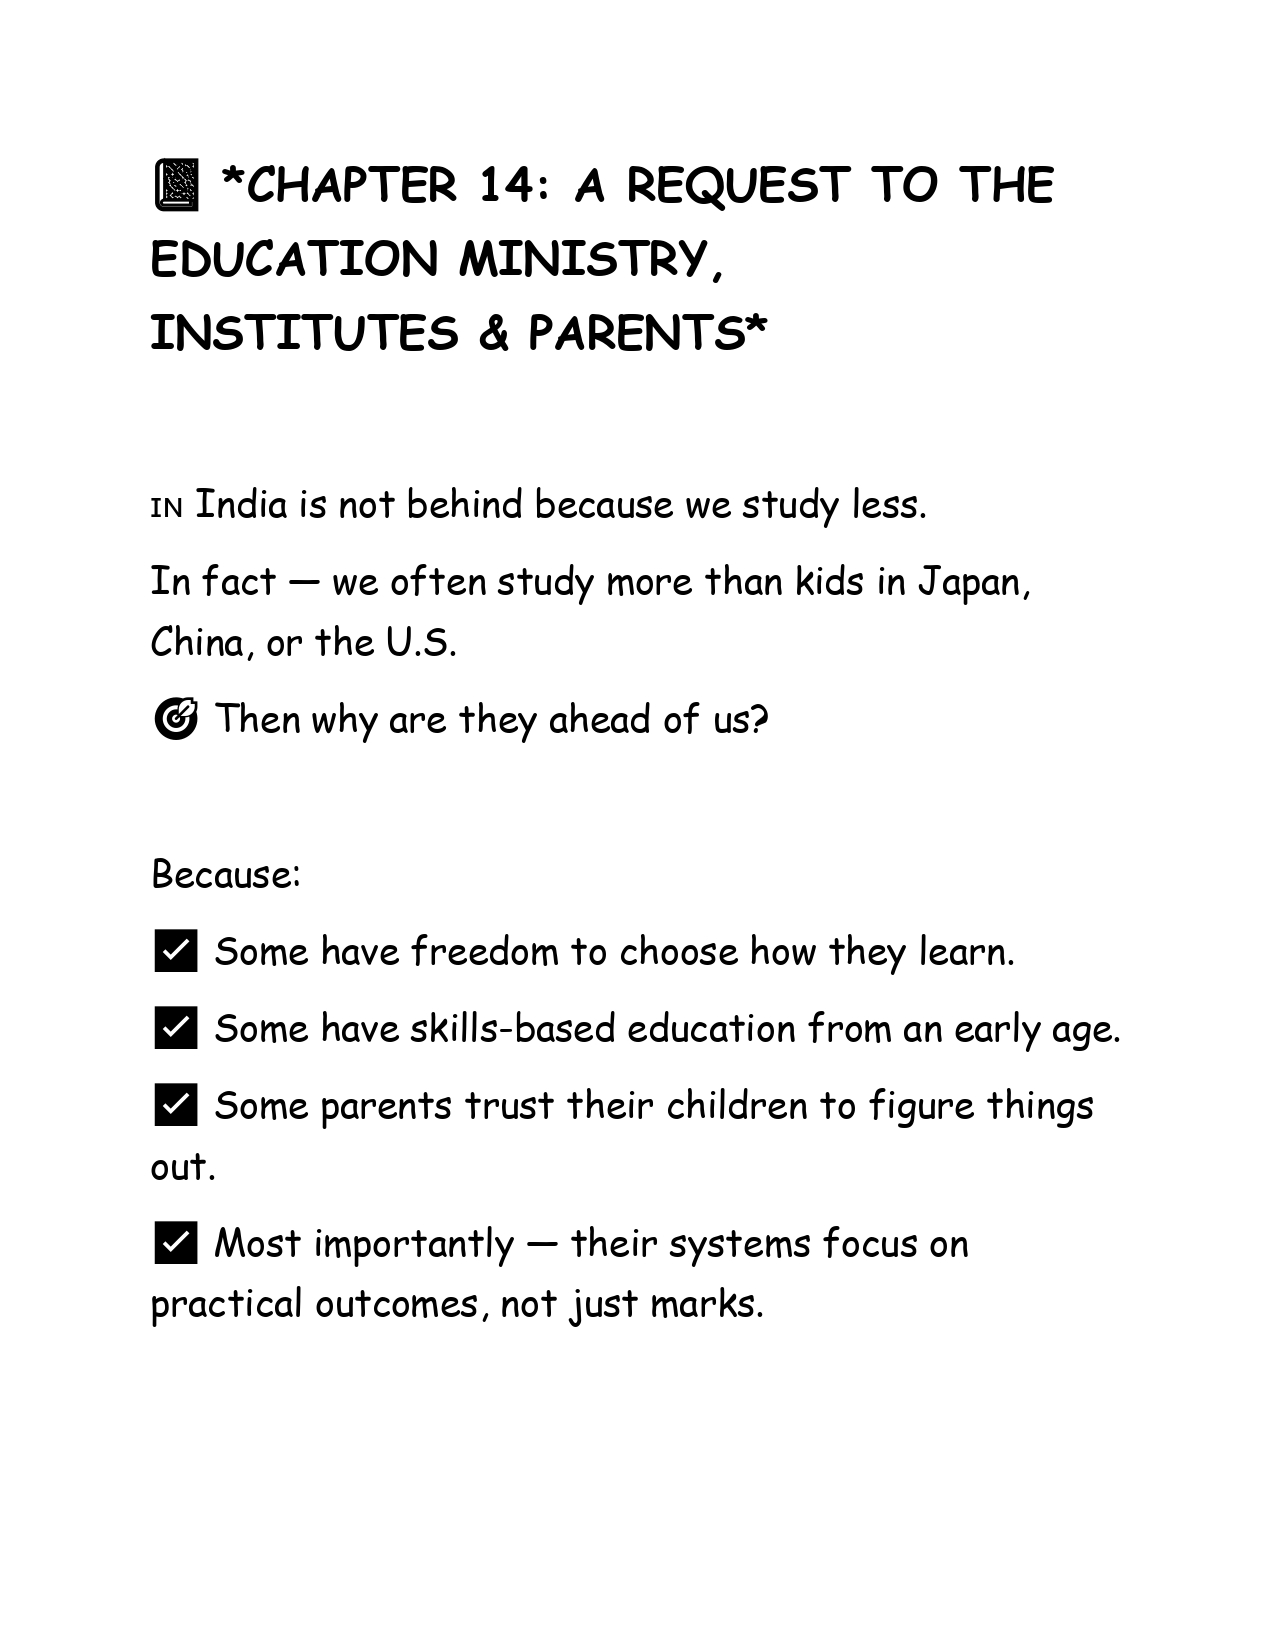 📓 *CHAPTER 14: A REQUEST TO THE
EDUCATION MINISTRY,
INSTITUTES & PARENTS*
IN India is not behind because we study less.
In fact — we often study more than kids in Japan,
China, or the U.S.
🎯 Then why are they ahead of us?
Because:
✅ Some have freedom to choose how they learn.
✅ Some have skills-based education from an early age.
✅ Some parents trust their children to figure things
out.
✅ Most importantly — their systems focus on
practical outcomes, not just marks.